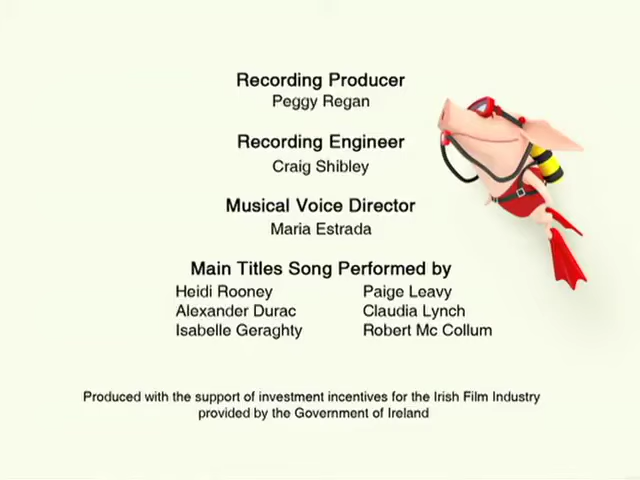 Recording Producer
Peggy Regan
Recording Engineer
Craig Shibley
Musical Voice Director
Maria Estrada
Main Titles Song Performed by
Heidi Rooney Paige Leavy
Alexander Durac Claudia Lynch
Isabelle Geraghty Robert Mc Collum
Produced with the support of investment incentives for the Irish Film Industry
provided by the Government of Ireland